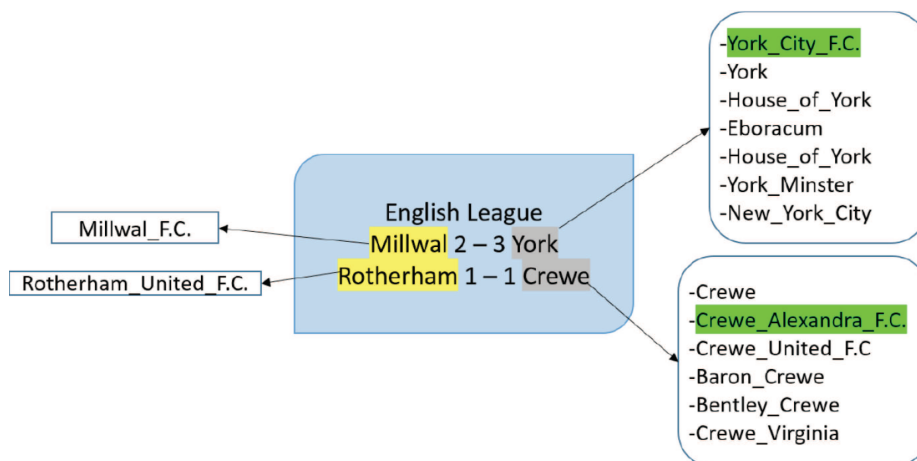 -York_City_F.C.
-York
-House_of_York
-Eboracum
-House_of_York
-York_Minster
-New_York_City
English League
Millwal 2 – 3 York
Rotherham 1 – 1 Crewe
Millwal_F.C.
Rotherham_United_F.C.
-Crewe
-Crewe_Alexandra_F.C.
-Crewe_United_F.C
-Baron_Crewe
-Bentley_Crewe
-Crewe_Virginia